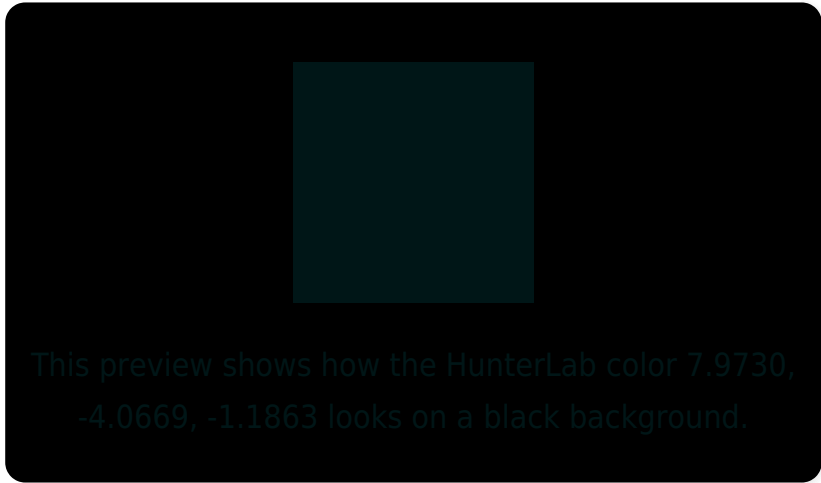 This preview shows how the HunterLab color 7.9730,
-4.0669, -1.1863 looks on a black background.